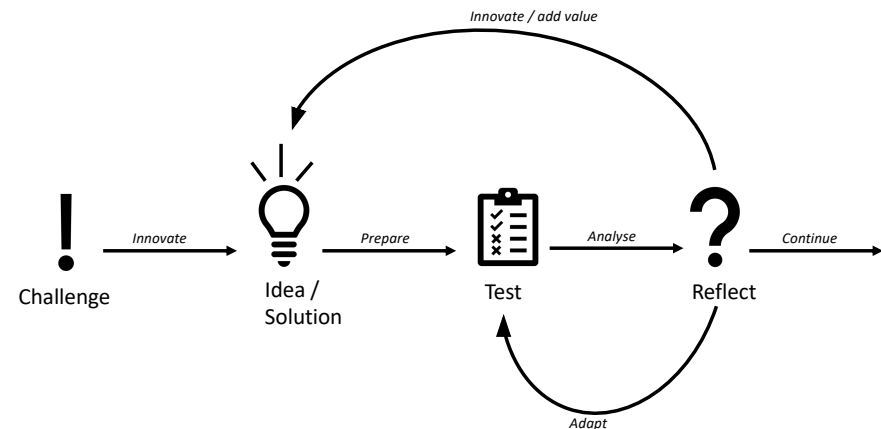 Innovate / add value
Innovate
Prepare
Analyse
Continue
Challenge
Idea /
Solution
Test
Reflect
Adapt